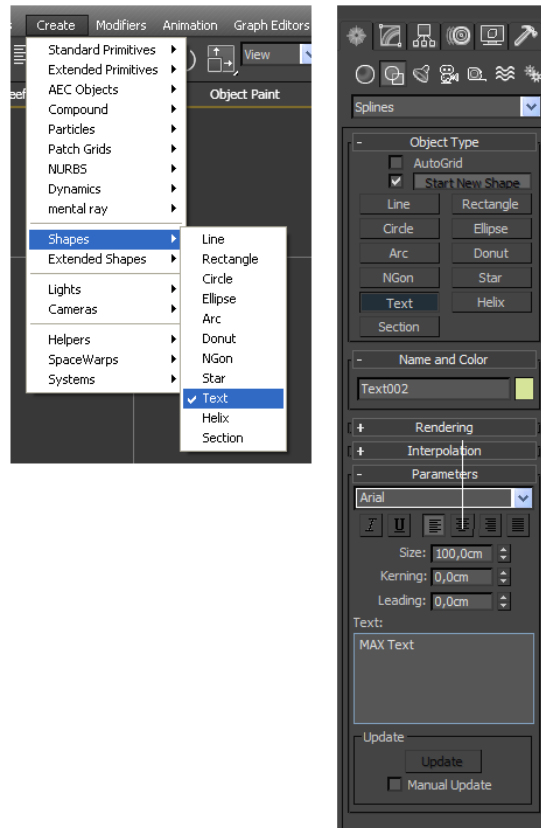 Create Modifiers Animation Graph Editors
Standard Primitives
Extended Primitives
AEC Objects
Compound
Particles
Patch Grids
NURBS
Dynamics
mental ray
Shapes
Extended Shapes
Lights
Cameras
Helpers
SpaceWarps
Systems
View
Object Paint
Line
Rectangle
Circle
Ellipse
Arc
Donut
NGon
Star
Text
Helix
Section
Splines
- Object Type
AutoGrid
Start New Shape
Line Rectangle
Circle Ellipse
Arc Donut
NGon Star
Text Helix
Section
- Name and Color
Text002
+ Rendering
+ Interpolation
- Parameters
Arial
I U
Size: 100,0cm
Kerning: 0,0cm
Leading: 0,0cm
Text:
MAX Text
Update
Update
Manual Update